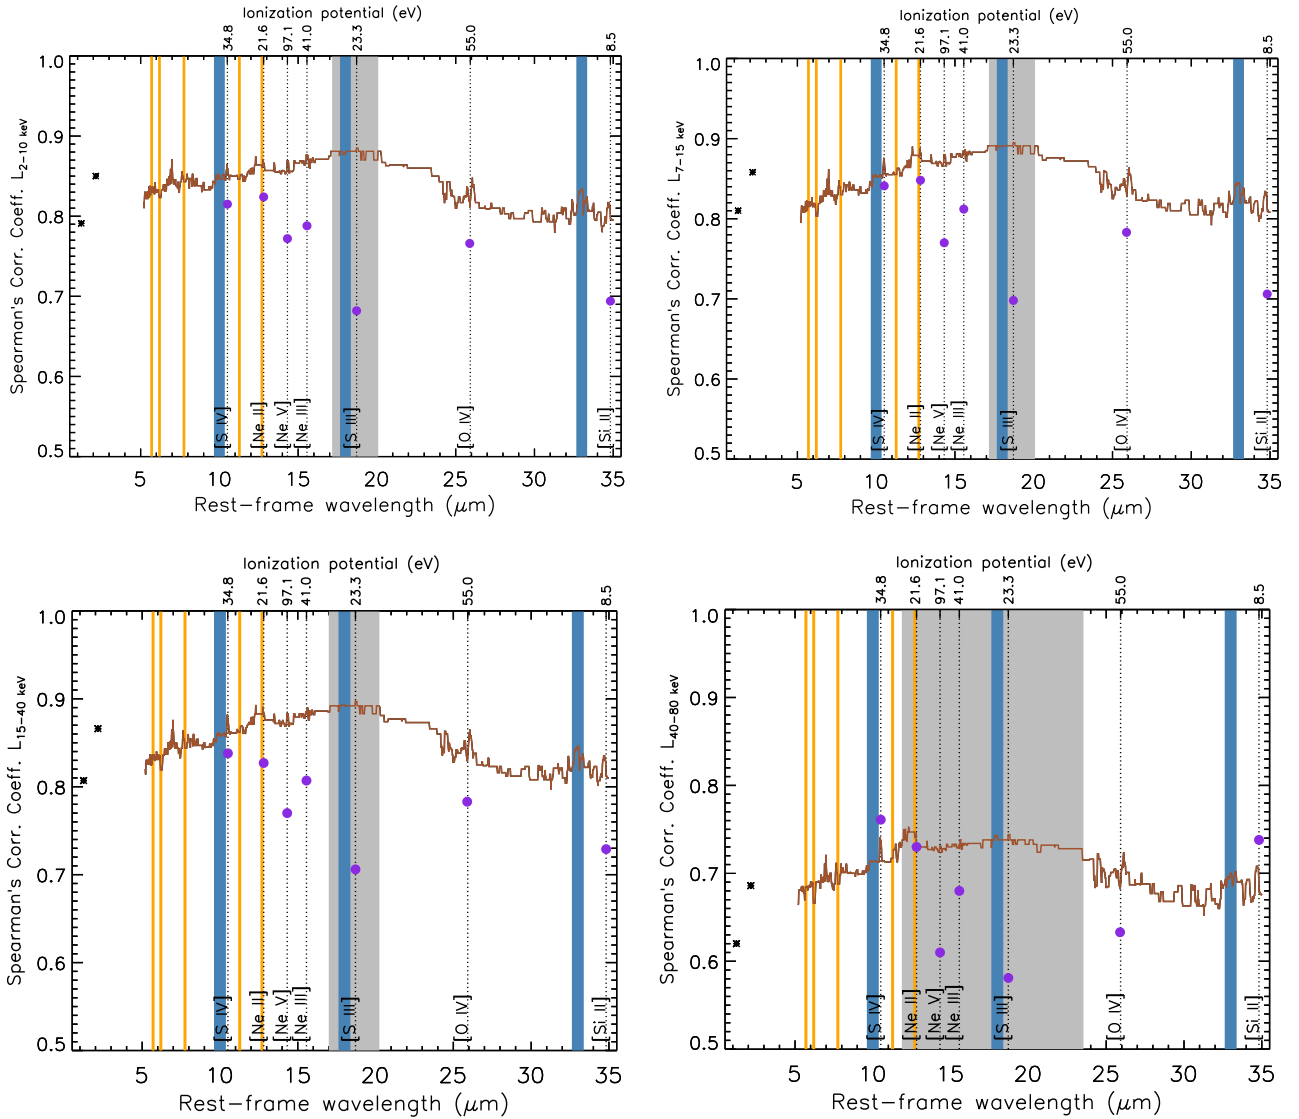 Ionization potential (eV)
34.8 21.6 97.1 41.0 23.3 55.0 8.5
1.0
0.9
0.8
0.7
0.6
0.5
Spearman's Corr. Coeff. L2-10 keV
[S IV] [Ne II] [Ne V] [Ne III] [S III] [O IV] [Si II]
5 10 15 20 25 30 35
Rest-frame wavelength (μm)
Ionization potential (eV)
34.8 21.6 97.1 41.0 23.3 55.0 8.5
1.0
0.9
0.8
0.7
0.6
0.5
Spearman's Corr. Coeff. L7-15 keV
[S IV] [Ne II] [Ne V] [Ne III] [S III] [O IV] [Si II]
5 10 15 20 25 30 35
Rest-frame wavelength (μm)
Ionization potential (eV)
34.8 21.6 97.1 41.0 23.3 55.0 8.5
1.0
0.9
0.8
0.7
0.6
0.5
Spearman's Corr. Coeff. L15-40 keV
[S IV] [Ne II] [Ne V] [Ne III] [S III] [O IV] [Si II]
5 10 15 20 25 30 35
Rest-frame wavelength (μm)
Ionization potential (eV)
34.8 21.6 97.1 41.0 23.3 55.0 8.5
1.0
0.9
0.8
0.7
0.6
0.5
Spearman's Corr. Coeff. L40-80 keV
[S IV] [Ne II] [Ne V] [Ne III] [S III] [O IV] [Si II]
5 10 15 20 25 30 35
Rest-frame wavelength (μm)